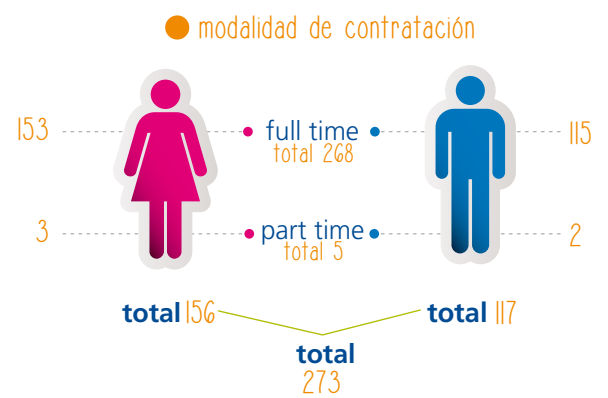 modalidad de contratación
153 full time 115
total 268
3 part time 2
total 5
total 156 total 117
total
273